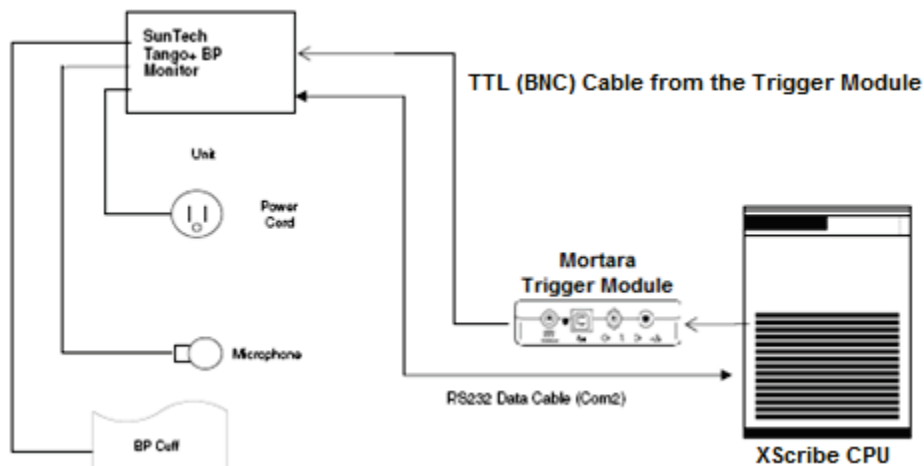 SunTech
Tango+ BP
Monitor
TTL (BNC) Cable from the Trigger Module
Unit
Power
Cord
Mortara
Trigger Module
Microphone
RS232 Data Cable (Com2)
BP Cuff
XScribe CPU